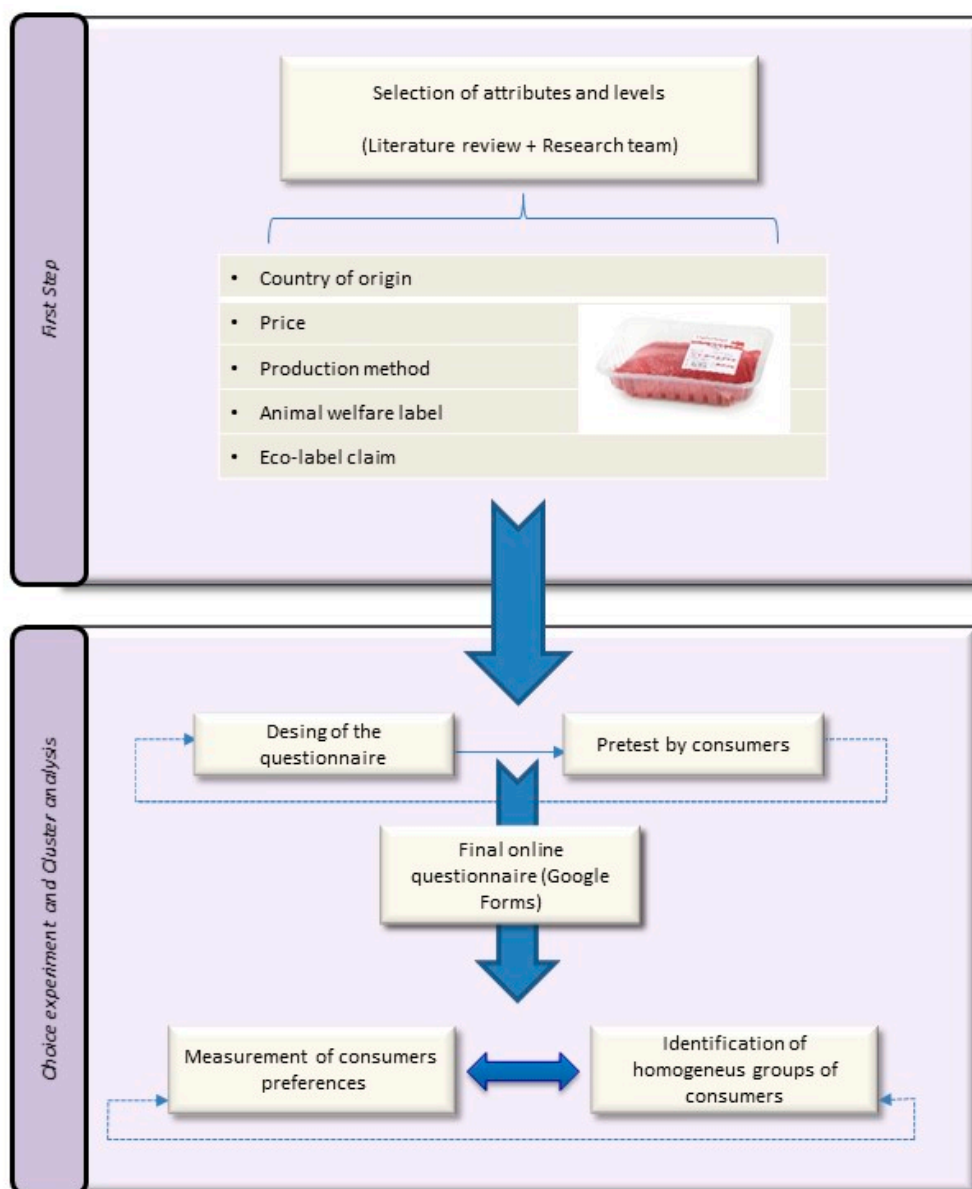 First Step
Selection of attributes and levels
(Literature review + Research team)
• Country of origin
• Price
• Production method
• Animal welfare label
• Eco-label claim
Choice experiment and Cluster analysis
Desing of the
questionnaire
Pretest by consumers
Final online
questionnaire (Google
Forms)
Measurement of consumers
preferences
Identification of
homogeneus groups of
consumers